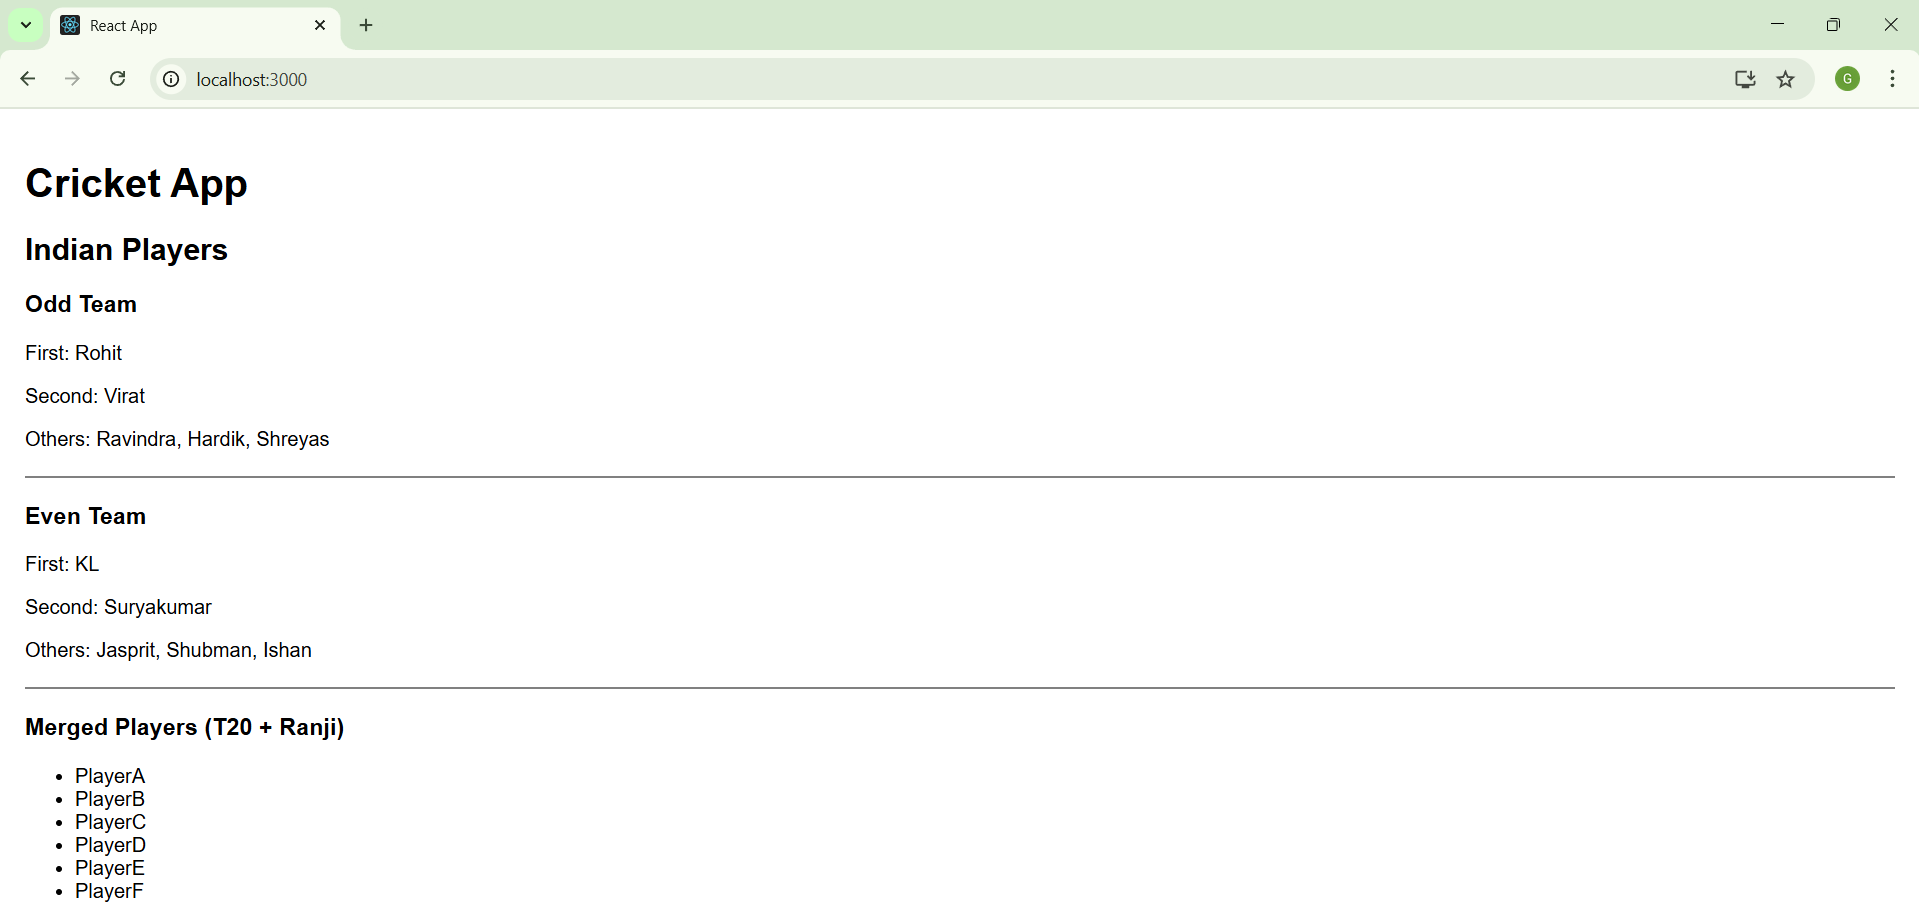 React App
localhost:3000
G
Cricket App
Indian Players
Odd Team
First: Rohit
Second: Virat
Others: Ravindra, Hardik, Shreyas
Even Team
First: KL
Second: Suryakumar
Others: Jasprit, Shubman, Ishan
Merged Players (T20 + Ranji)
PlayerA
PlayerB
PlayerC
PlayerD
PlayerE
PlayerF